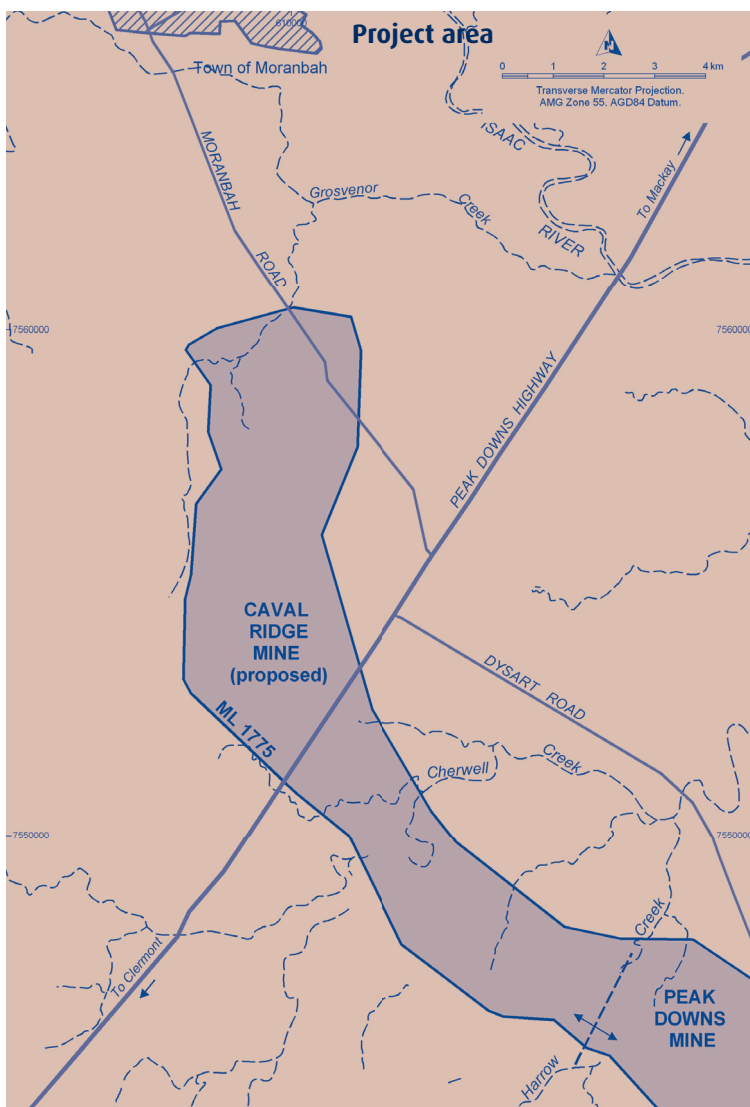 610000
Project area
N
0 1 2 3 4 km
Transverse Mercator Projection.
AMG Zone 55. AGD84 Datum.
Town of Moranbah
MORANBAH
ROAD
Grosvenor
Creek
ISAAC
RIVER
To Mackay
7560000
7560000
PEAK DOWNS HIGHWAY
CAVAL
RIDGE
MINE
(proposed)
ML 1775
DYSART ROAD
Cherwell
Creek
7550000
7550000
To Clermont
Creek
Harrow
PEAK
DOWNS
MINE